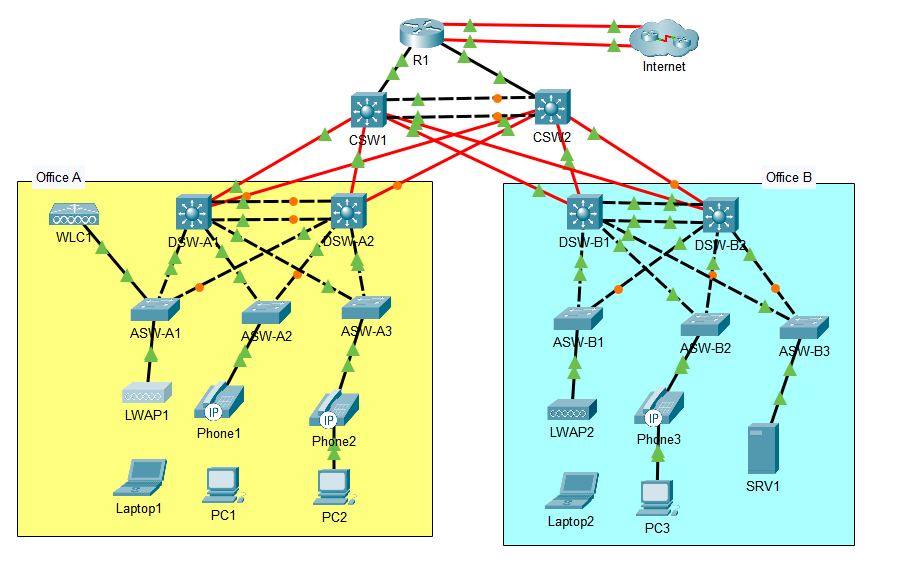 R1
Internet
CSW1
CSW2
Office A
Office B
WLC1
DSW-A1
DSW-A2
DSW-B1
DSW-B2
ASW-A1
ASW-A2
ASW-A3
ASW-B1
ASW-B2
ASW-B3
LWAP1
IP
Phone1
IP
Phone2
LWAP2
IP
Phone3
SRV1
Laptop1
PC1
PC2
Laptop2
PC3